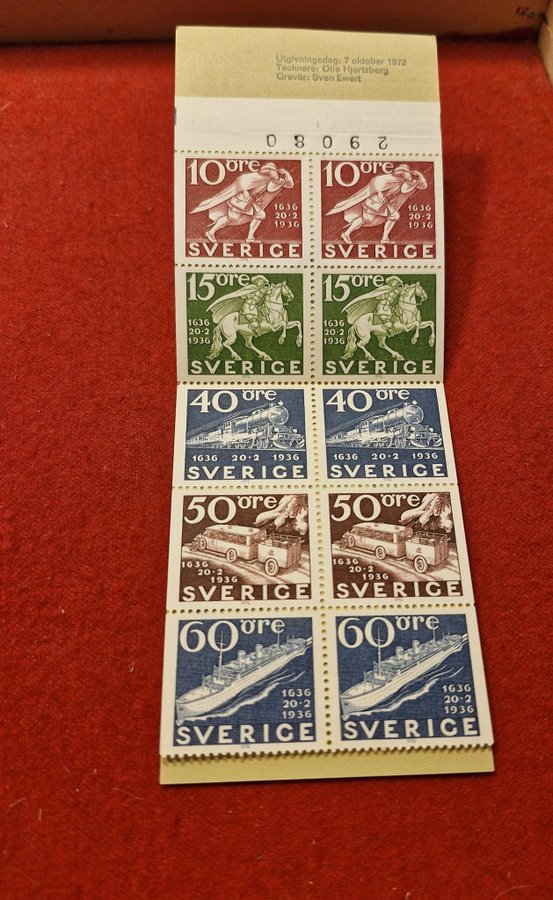 Utgivningsdag: 7 oktober 1972
Tecknare: Olle Hjortzberg
Gravör: Sven Ewert
29080
10 öre 10 öre
1636 1636
20·2 20·2
1936 1936
SVERIGE SVERIGE
15 öre 15 öre
1636 1636
20·2 20·2
1936 1936
SVERIGE SVERIGE
40 öre 40 öre
1636 20·2 1936 1636 20·2 1936
SVERIGE SVERIGE
50 öre 50 öre
1636 1636
20·2 20·2
1936 1936
SVERIGE SVERIGE
60 öre 60 öre
1636 1636
20·2 20·2
1936 1936
SVERIGE SVERIGE